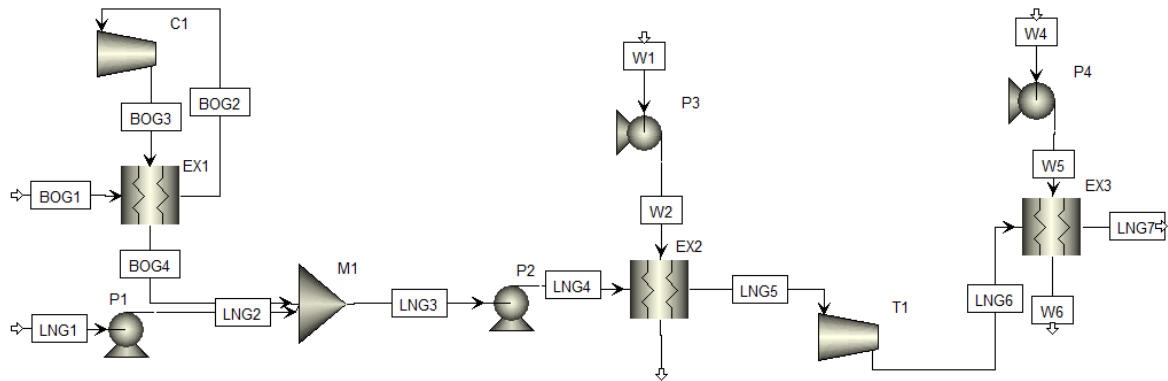 C1
W4
W1
P4
BOG2
P3
BOG3
W5
EX1
EX3
BOG1
W2
LNG7
BOG4
EX2
M1
P2
LNG4
LNG5
P1
LNG2
LNG3
LNG6
T1
LNG1
W6